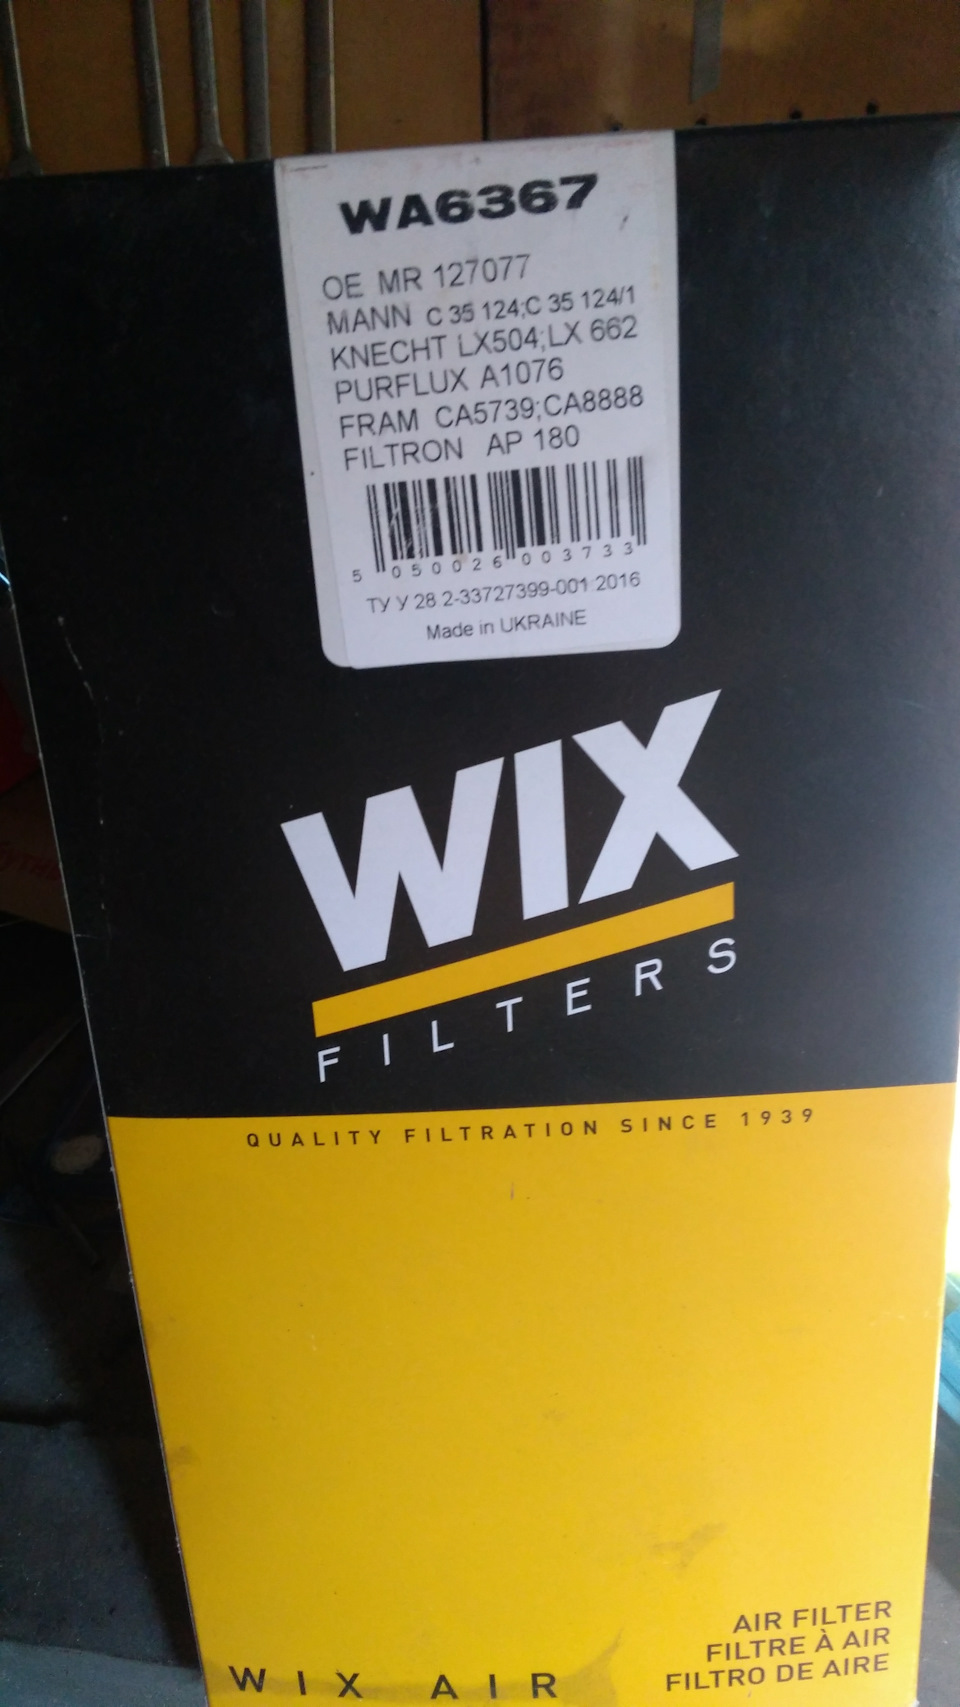 WA6367
OE MR 127077
MANN C 35 124;C 35 124/1
KNECHT LX504;LX 662
PURFLUX A1076
FRAM CA5739;CA8888
FILTRON AP 180
5 050026 003733
ТУ У 28.2-33727399-001:2016
Made in UKRAINE
WIX
FILTERS
QUALITY FILTRATION SINCE 1939
AIR FILTER
FILTRE À AIR
FILTRO DE AIRE
WIX AIR